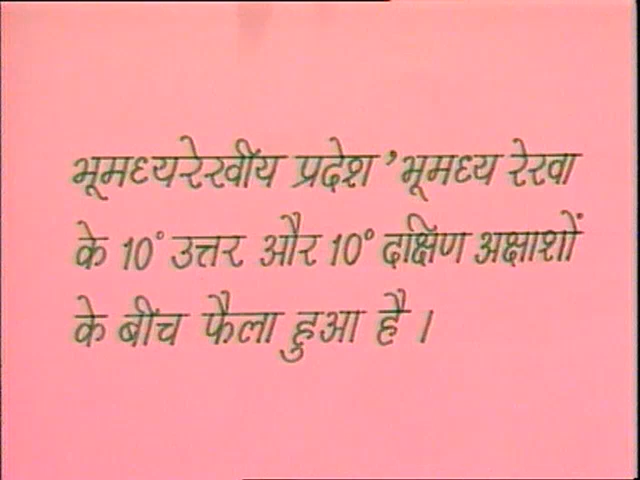 भूमध्यरेखीय प्रदेश ' भूमध्य रेखा
के 10° उत्तर और 10° दक्षिण अक्षाशों
के बीच फैला हुआ है ।